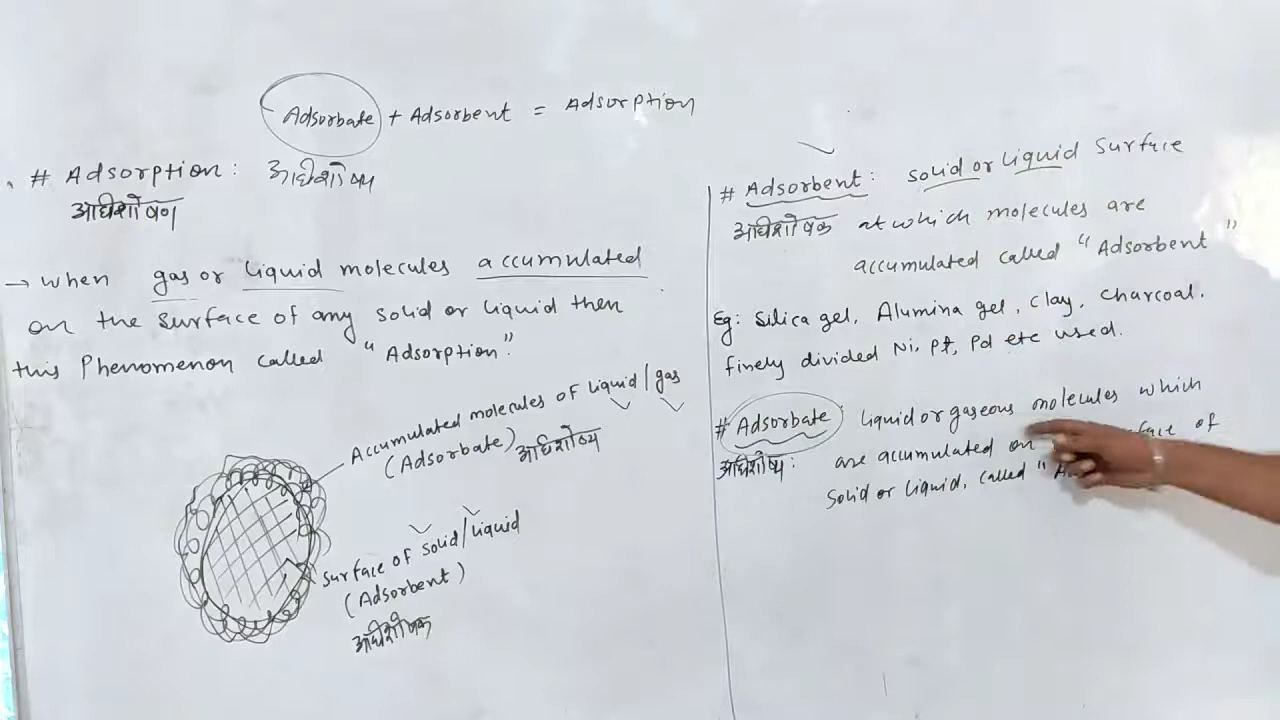 Adsorbate + Adsorbent = Adsorption
# Adsorption: अधिशोषण
अधिशोषण
→ When gas or liquid molecules accumulated
on the surface of any solid or liquid then
this Phenomenon called "Adsorption".
Accumulated molecules of liquid/gas
(Adsorbate) अधिशोष्य
surface of solid/liquid
(Adsorbent)
अधिशोषक
# Adsorbent: solid or liquid surface
अधिशोषक at which molecules are
accumulated called "Adsorbent"
Eg: Silica gel, Alumina gel, Clay, Charcoal.
finely divided Ni, Pt, Pd etc used.
# Adsorbate: liquid or gaseous molecules which
अधिशोष्य: are accumulated on of
solid or liquid, called "